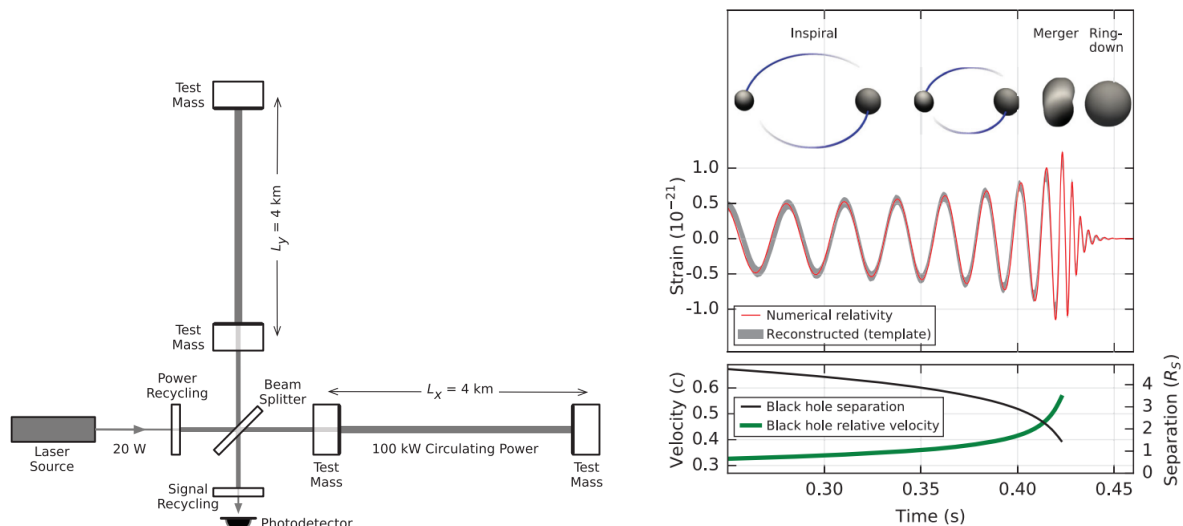 Test
Mass
L_y = 4 km
Test
Mass
Power
Recycling
Beam
Splitter
L_x = 4 km
Laser
Source
20 W
100 kW Circulating Power
Test
Mass
Test
Mass
Signal
Recycling
Photodetector
Inspiral
Merger
Ring-
down
Strain (10⁻²¹)
1.0
0.5
0.0
-0.5
-1.0
Numerical relativity
Reconstructed (template)
Velocity (c)
0.6
0.5
0.4
0.3
Black hole separation
Black hole relative velocity
4
3
2
1
0
Separation (R_S)
0.30
0.35
0.40
0.45
Time (s)